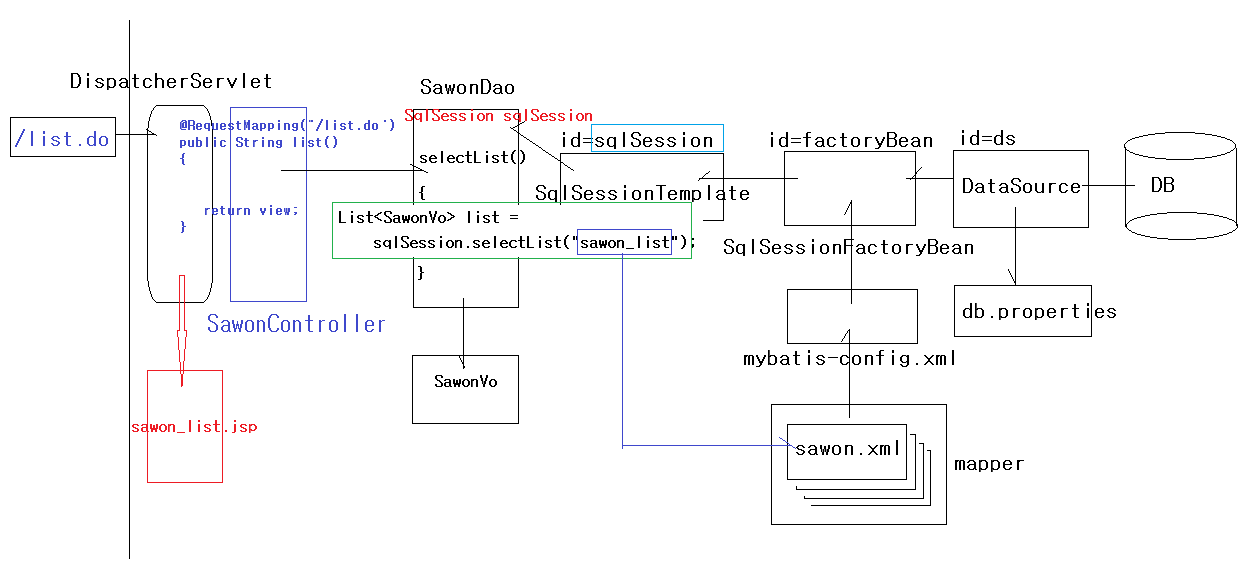 DispatcherServlet
/list.do
@RequestMapping("/list.do")
public String list()
{
return view;
}
SawonController
sawon_list.jsp
SawonDao
SqlSession sqlSession
selectList()
{
List<SawonVo> list =
sqlSession.selectList("sawon_list");
}
SawonVo
id=sqlSession
SqlSessionTemplate
id=factoryBean
SqlSessionFactoryBean
id=ds
DataSource
DB
db.properties
mybatis-config.xml
sawon.xml
mapper